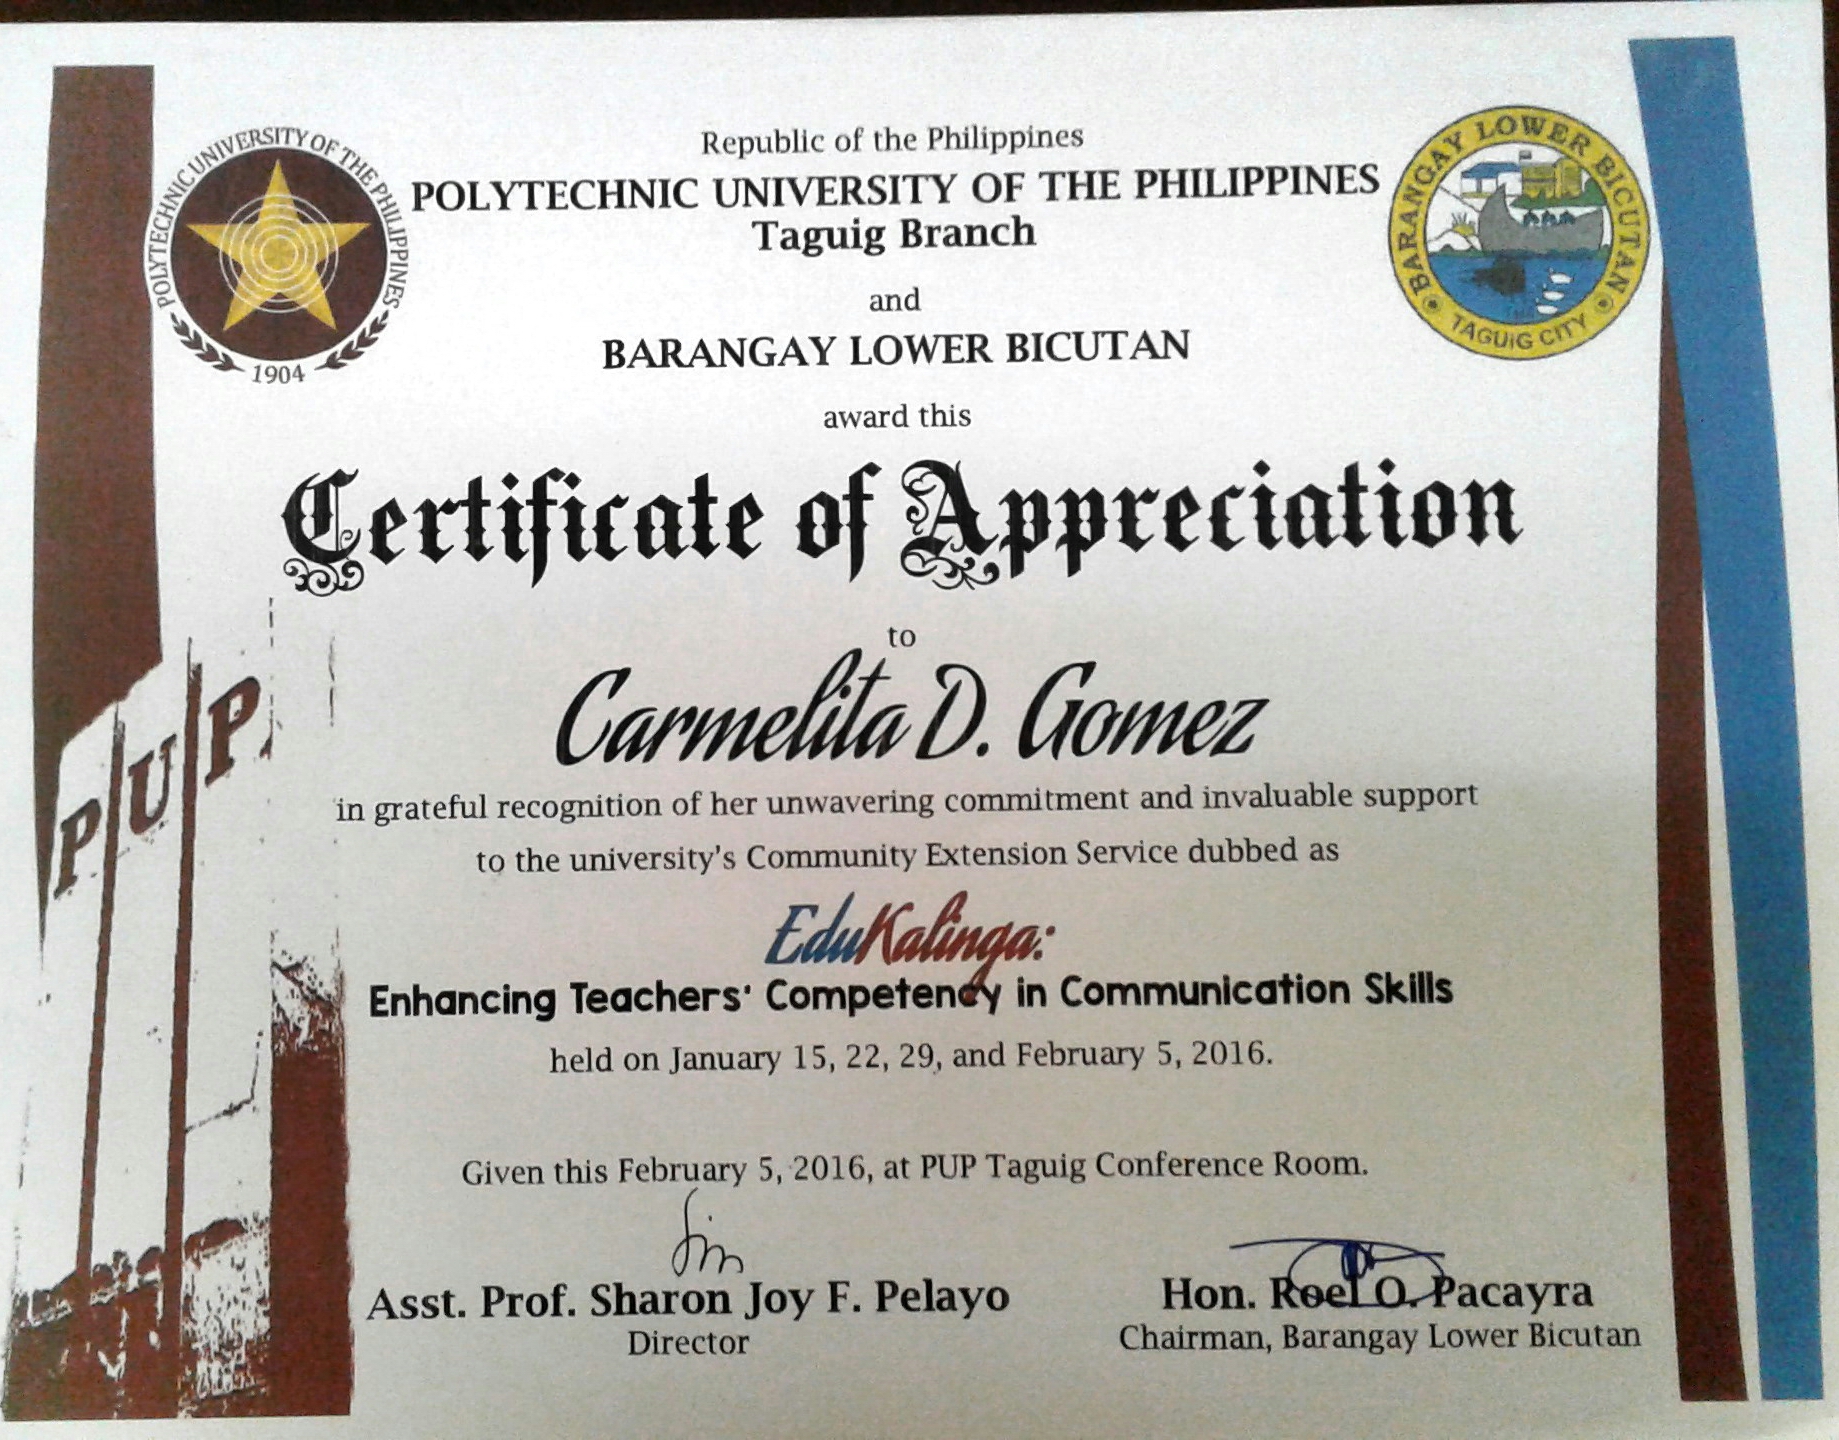 POLYTECHNIC UNIVERSITY OF THE PHILIPPINES
1904
BARANGAY LOWER BICUTAN
TAGUIG CITY
Republic of the Philippines
POLYTECHNIC UNIVERSITY OF THE PHILIPPINES
Taguig Branch
and
BARANGAY LOWER BICUTAN
award this
Certificate of Appreciation
to
Carmelita D. Gomez
in grateful recognition of her unwavering commitment and invaluable support
to the university's Community Extension Service dubbed as
EduKalinga:
Enhancing Teachers' Competency in Communication Skills
held on January 15, 22, 29, and February 5, 2016.
Given this February 5, 2016, at PUP Taguig Conference Room.
Asst. Prof. Sharon Joy F. Pelayo
Director
Hon. Roel O. Pacayra
Chairman, Barangay Lower Bicutan
PUP